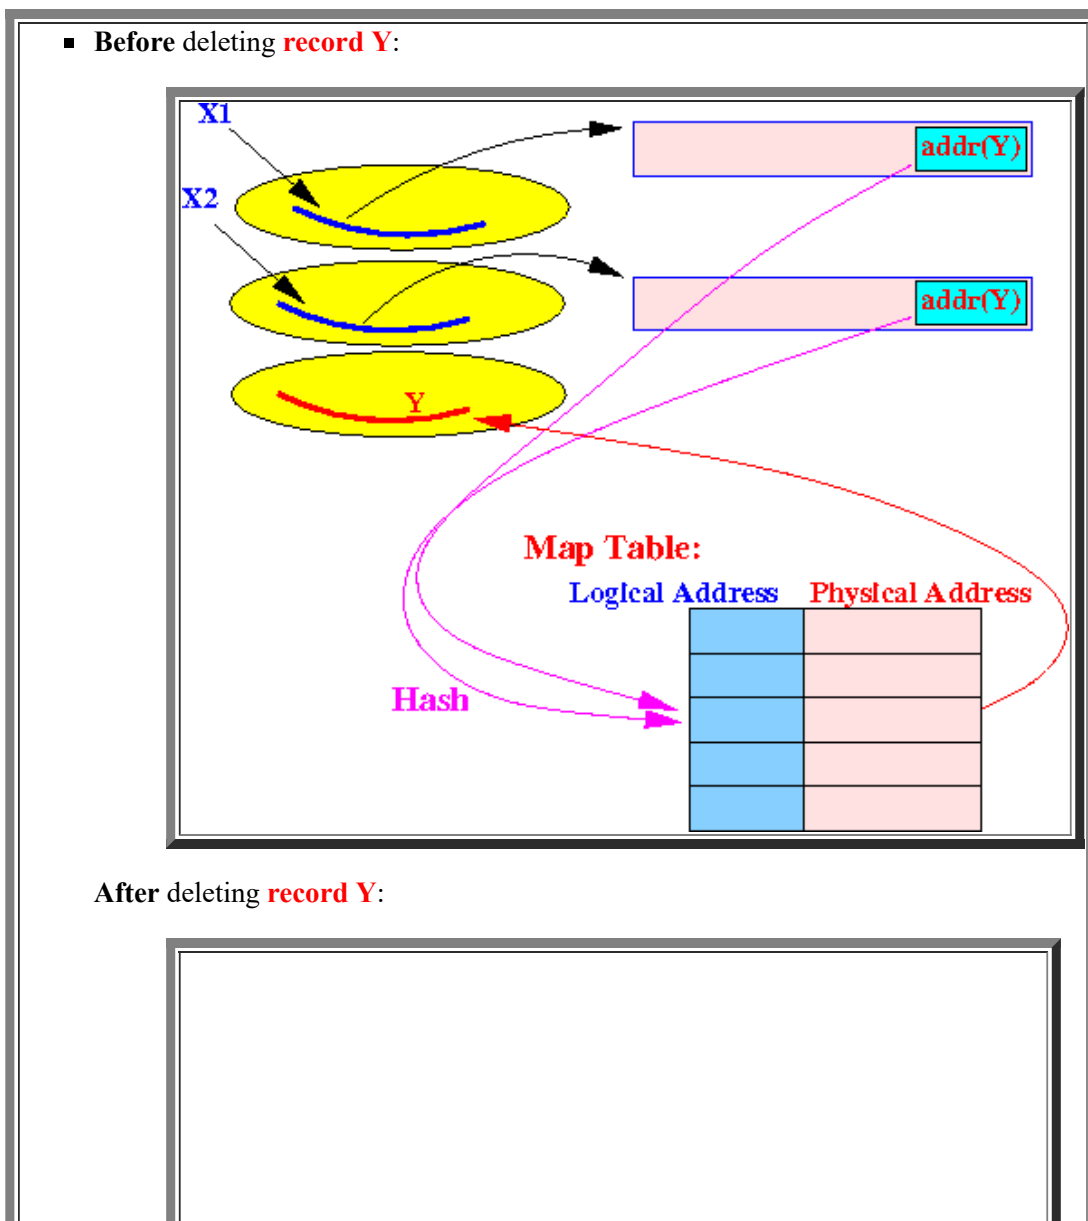 Before deleting record Y:
X1
addr(Y)
X2
addr(Y)
Y
Map Table:
Logical Address Physical Address
Hash
After deleting record Y: